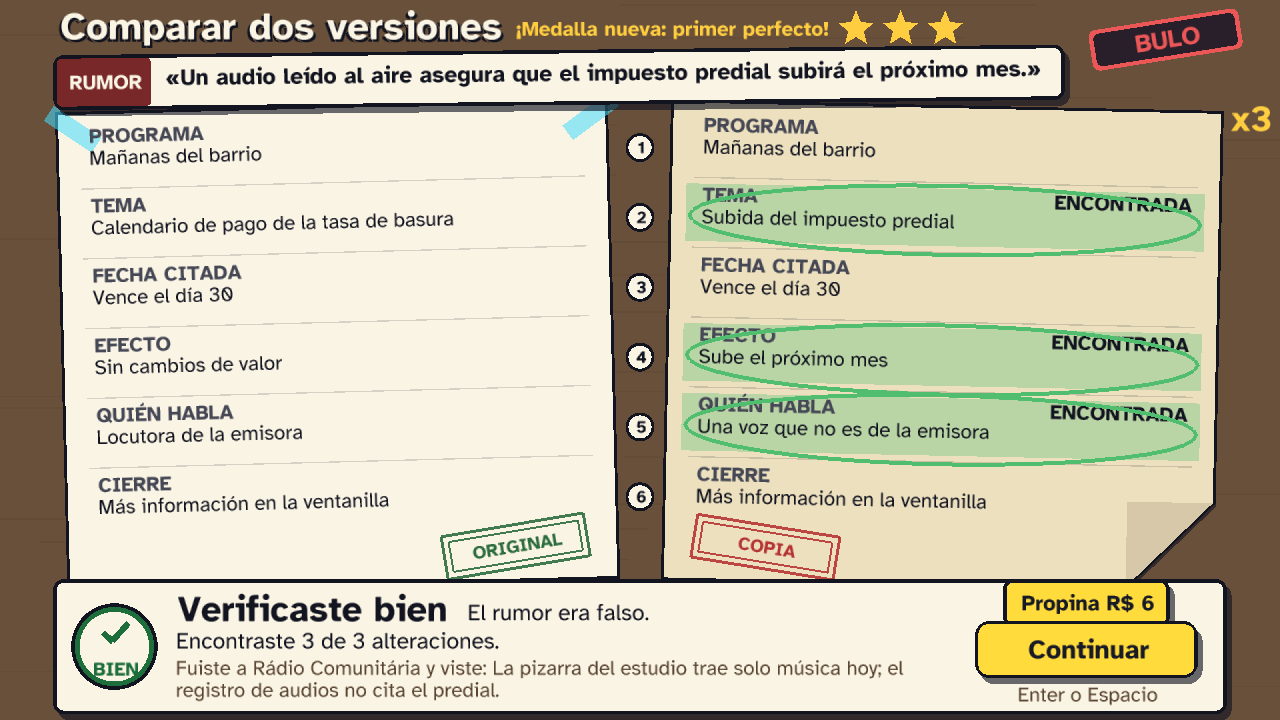 Comparar dos versiones
¡Medalla nueva: primer perfecto!
BULO
RUMOR
«Un audio leído al aire asegura que el impuesto predial subirá el próximo mes.»
x3
PROGRAMA
Mañanas del barrio
TEMA
Calendario de pago de la tasa de basura
FECHA CITADA
Vence el día 30
EFECTO
Sin cambios de valor
QUIÉN HABLA
Locutora de la emisora
CIERRE
Más información en la ventanilla
ORIGINAL
1
2
3
4
5
6
PROGRAMA
Mañanas del barrio
TEMA
ENCONTRADA
Subida del impuesto predial
FECHA CITADA
Vence el día 30
EFECTO
ENCONTRADA
Sube el próximo mes
QUIÉN HABLA
ENCONTRADA
Una voz que no es de la emisora
CIERRE
Más información en la ventanilla
COPIA
BIEN
Verificaste bien
El rumor era falso.
Encontraste 3 de 3 alteraciones.
Fuiste a Rádio Comunitária y viste: La pizarra del estudio trae solo música hoy; el
registro de audios no cita el predial.
Propina R$ 6
Continuar
Enter o Espacio